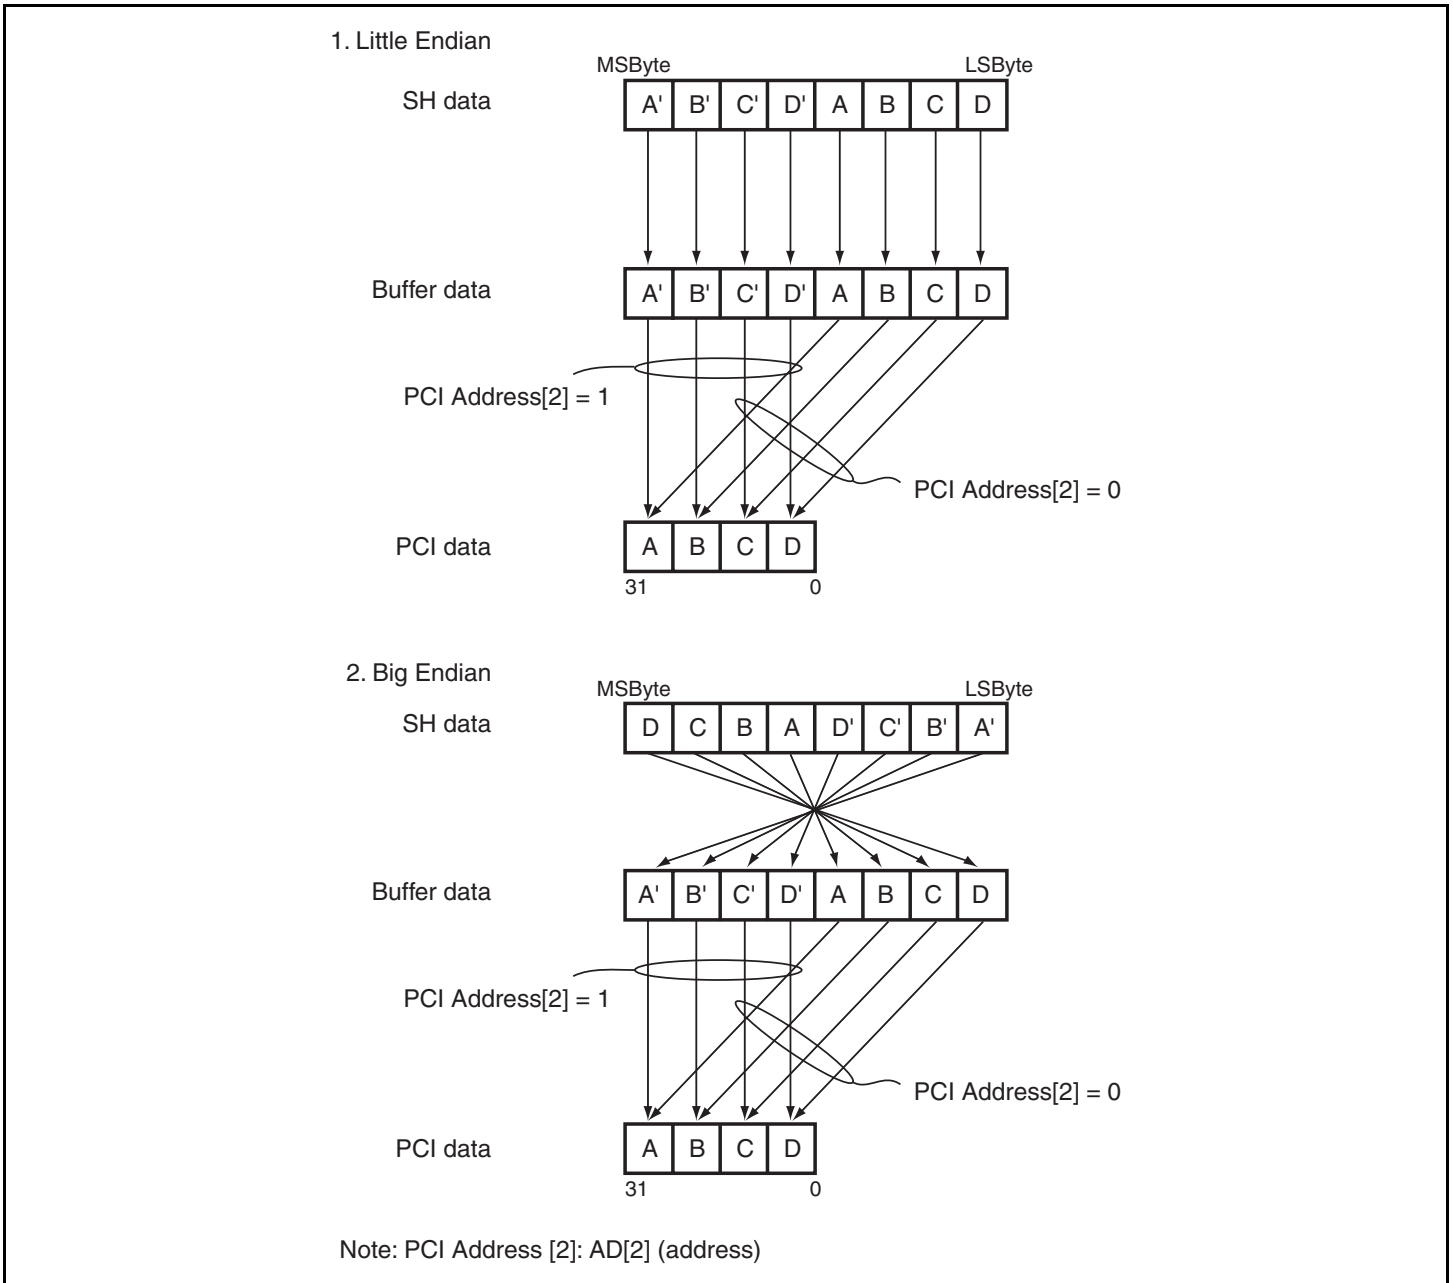 1. Little Endian
MSByte LSByte
SH data A' B' C' D' A B C D
Buffer data A' B' C' D' A B C D
PCI Address[2] = 1
PCI Address[2] = 0
PCI data A B C D
31 0
2. Big Endian
MSByte LSByte
SH data D C B A D' C' B' A'
Buffer data A' B' C' D' A B C D
PCI Address[2] = 1
PCI Address[2] = 0
PCI data A B C D
31 0
Note: PCI Address [2]: AD[2] (address)